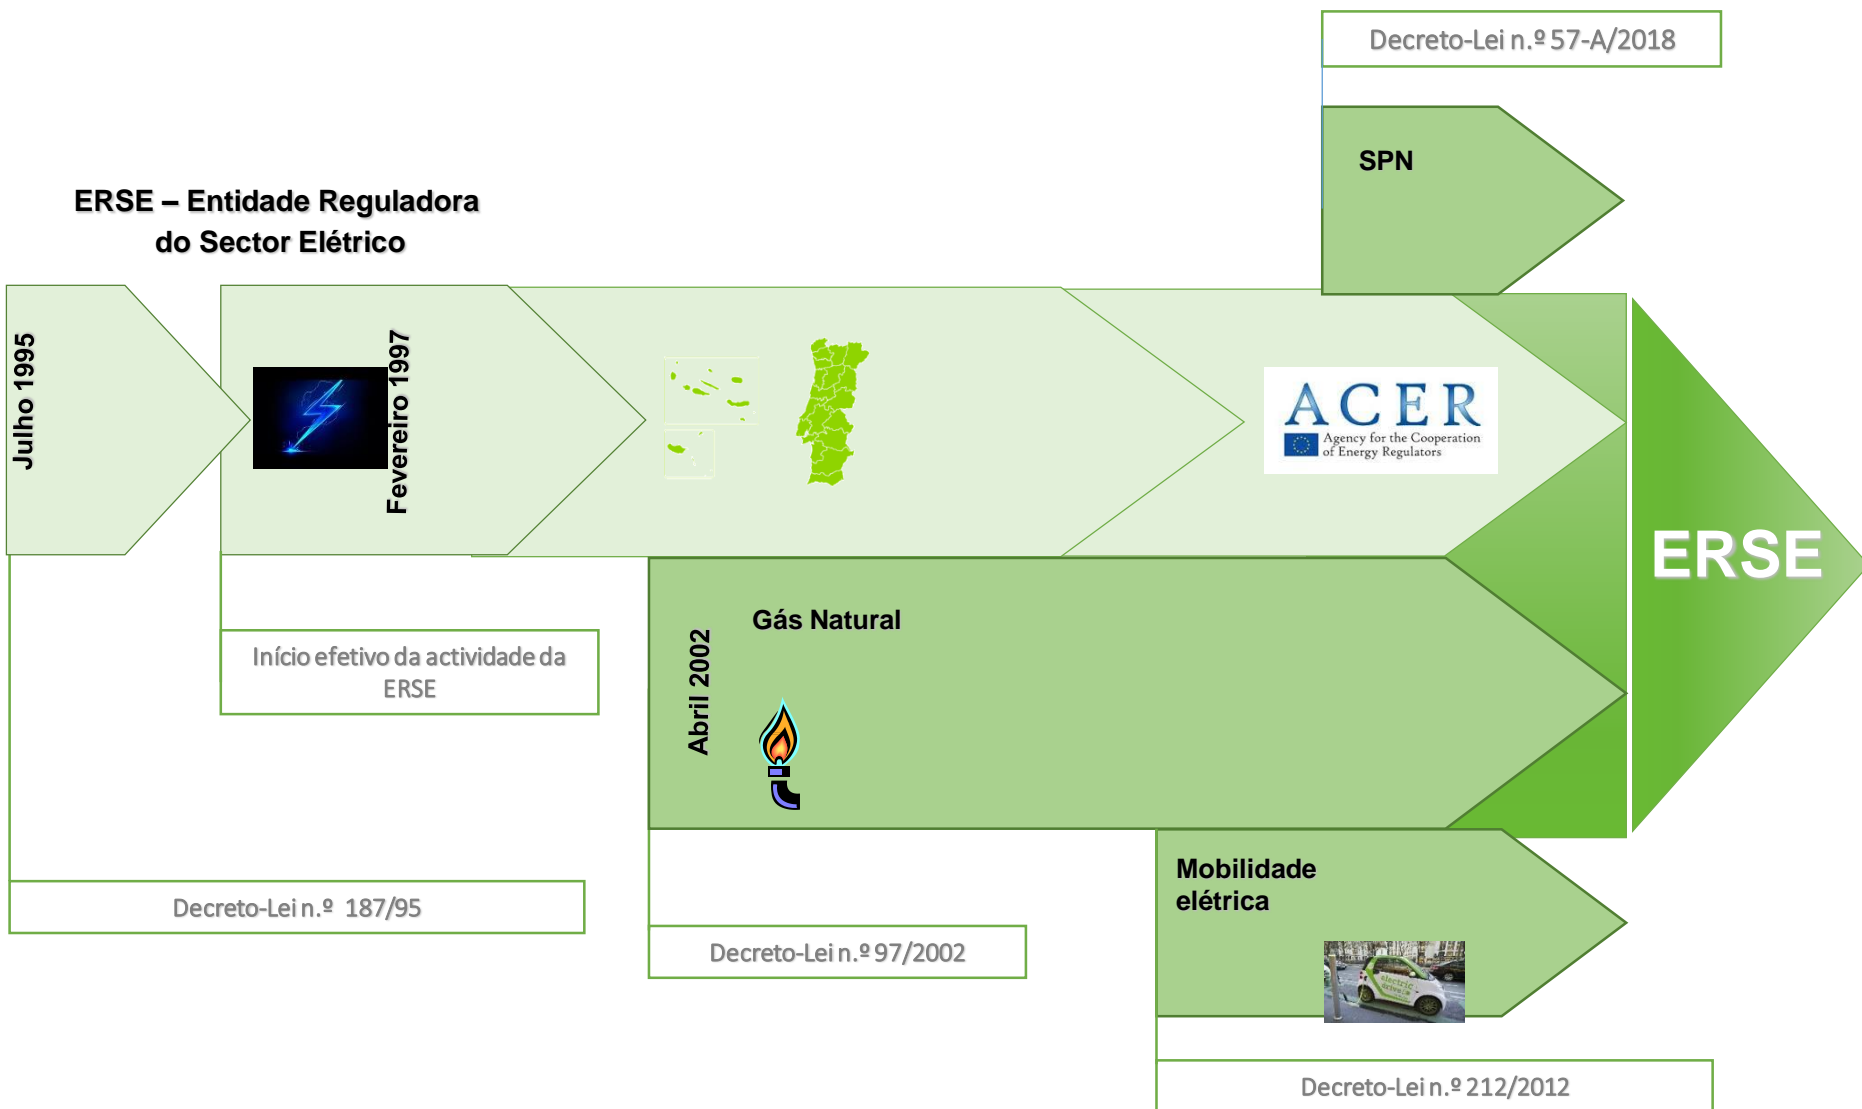 Decreto-Lei n.º 57-A/2018
SPN
ERSE – Entidade Reguladora
do Sector Elétrico
Julho 1995
Fevereiro 1997
ACER
Agency for the Cooperation
of Energy Regulators
ERSE
Início efetivo da actividade da
ERSE
Abril 2002
Gás Natural
Decreto-Lei n.º 187/95
Decreto-Lei n.º 97/2002
Mobilidade
elétrica
electric
drive
Decreto-Lei n.º 212/2012